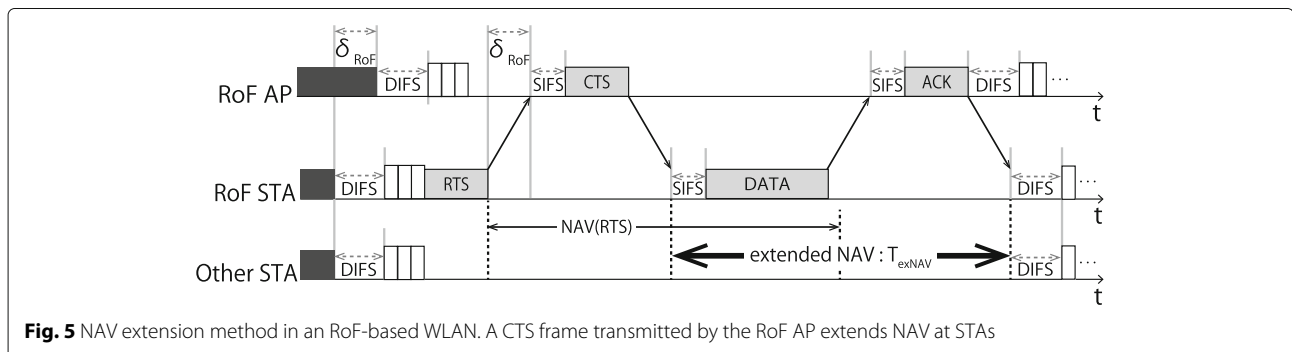 δ RoF
δ RoF
DIFS
SIFS
CTS
SIFS
ACK
DIFS
...
RoF AP
t
DIFS
RTS
SIFS
DATA
DIFS
...
RoF STA
t
NAV(RTS)
extended NAV : T exNAV
DIFS
DIFS
...
Other STA
t
Fig. 5 NAV extension method in an RoF-based WLAN. A CTS frame transmitted by the RoF AP extends NAV at STAs